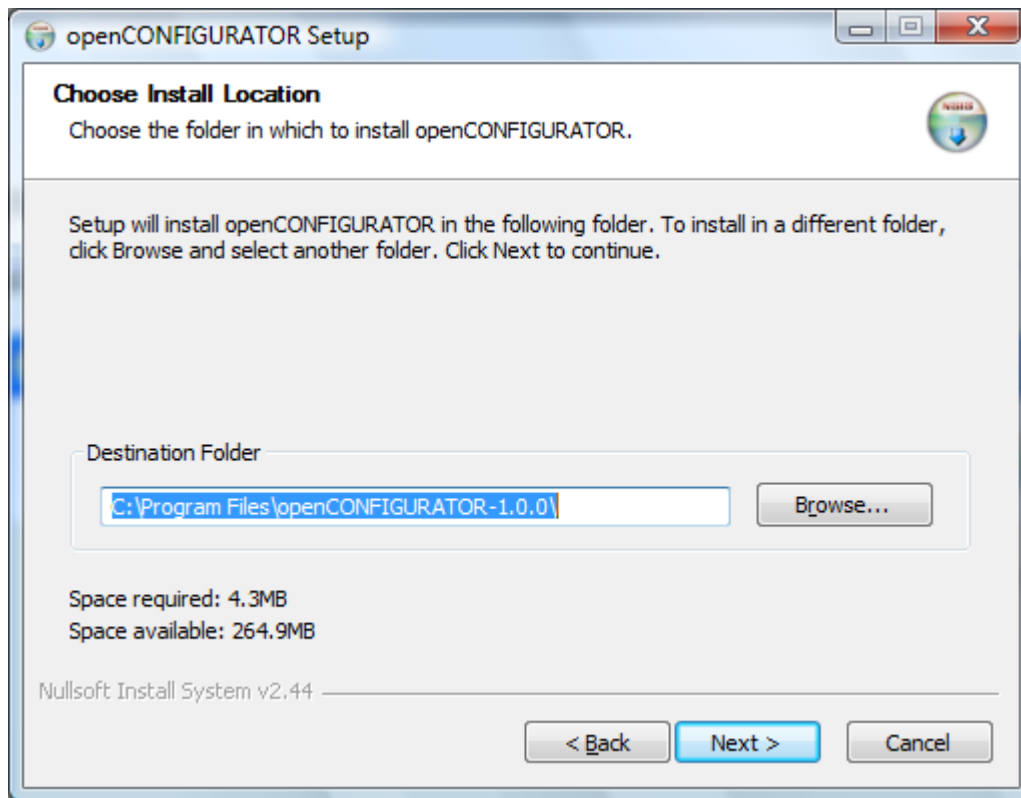 openCONFIGURATOR Setup
Choose Install Location
Choose the folder in which to install openCONFIGURATOR.
Setup will install openCONFIGURATOR in the following folder. To install in a different folder,
click Browse and select another folder. Click Next to continue.
Destination Folder
C:\Program Files\openCONFIGURATOR-1.0.0\
Browse...
Space required: 4.3MB
Space available: 264.9MB
Nullsoft Install System v2.44
< Back
Next >
Cancel